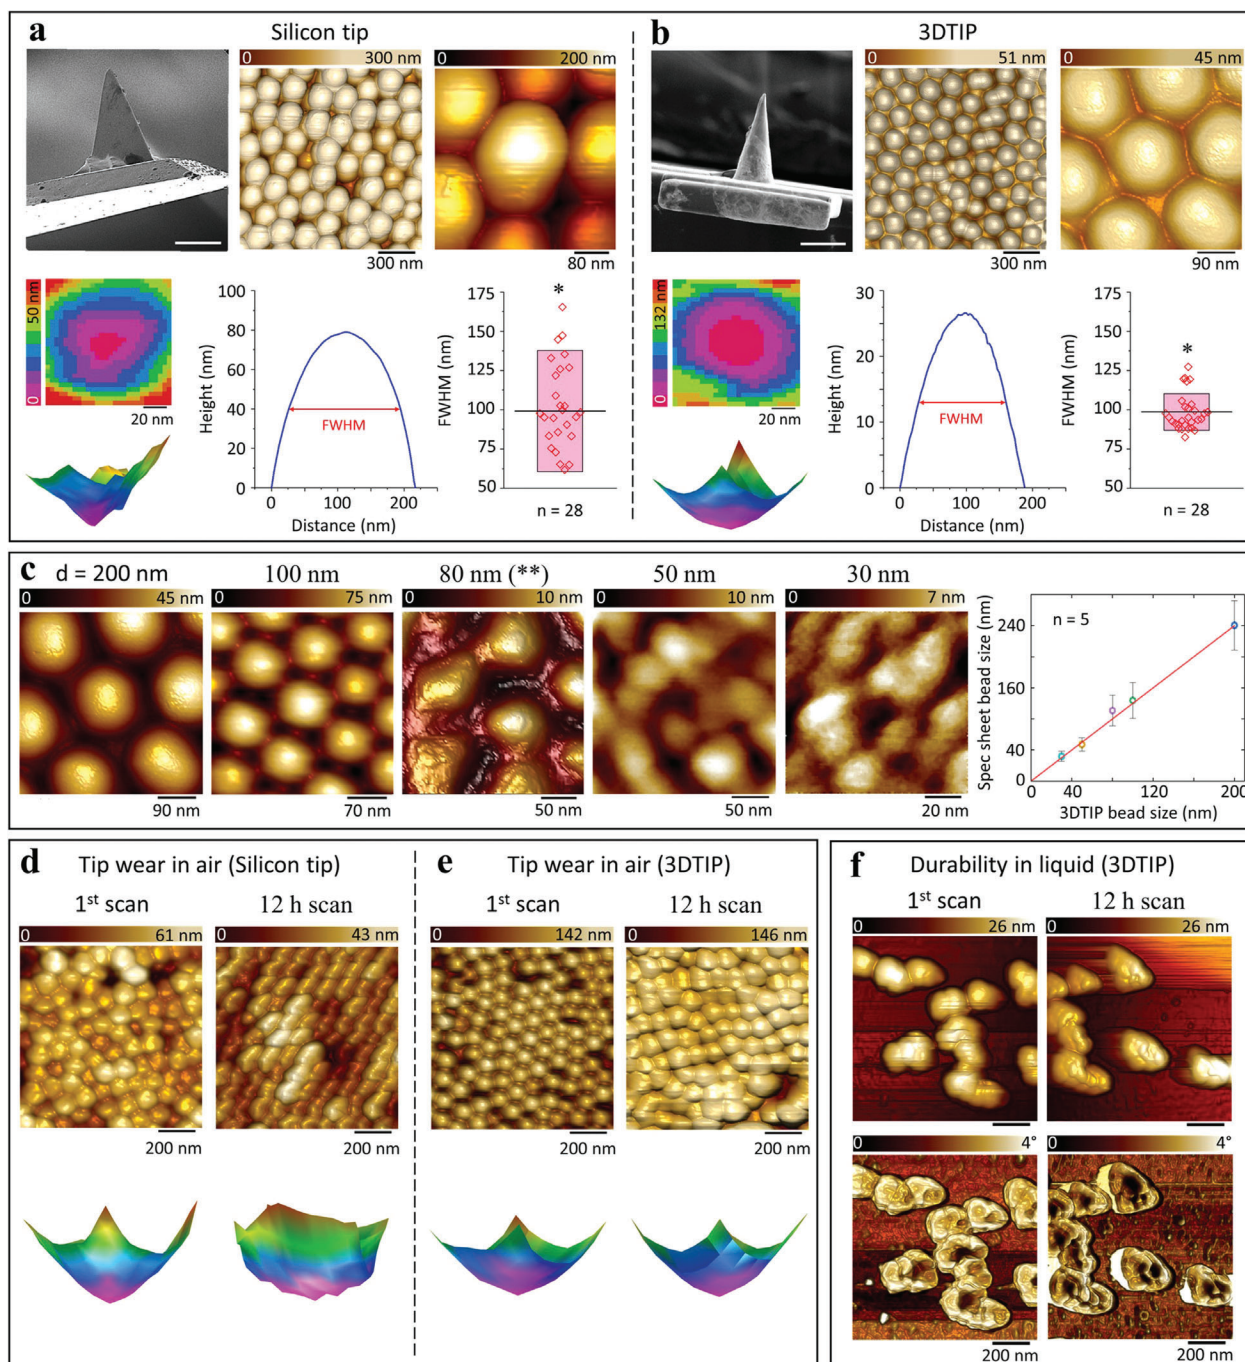 a
Silicon tip
0 300 nm
0 200 nm
300 nm
80 nm
0 50 nm
20 nm
100
80
60
40
20
0
Height (nm)
FWHM
0 100 200
Distance (nm)
175
150
125
100
75
50
FWHM (nm)
*
n = 28
b
3DTIP
0 51 nm
0 45 nm
300 nm
90 nm
0 132 nm
20 nm
30
20
10
0
Height (nm)
FWHM
0 100 200
Distance (nm)
175
150
125
100
75
50
FWHM (nm)
*
n = 28
c
d = 200 nm 100 nm 80 nm (**) 50 nm 30 nm
0 45 nm
0 75 nm
0 10 nm
0 10 nm
0 7 nm
90 nm
70 nm
50 nm
50 nm
20 nm
Spec sheet bead size (nm)
240
160
40
0
n = 5
0 40 120 200
3DTIP bead size (nm)
d
Tip wear in air (Silicon tip)
1st scan 12 h scan
0 61 nm
0 43 nm
200 nm
200 nm
e
Tip wear in air (3DTIP)
1st scan 12 h scan
0 142 nm
0 146 nm
200 nm
200 nm
f
Durability in liquid (3DTIP)
1st scan 12 h scan
0 26 nm
0 26 nm
0 4°
0 4°
200 nm
200 nm